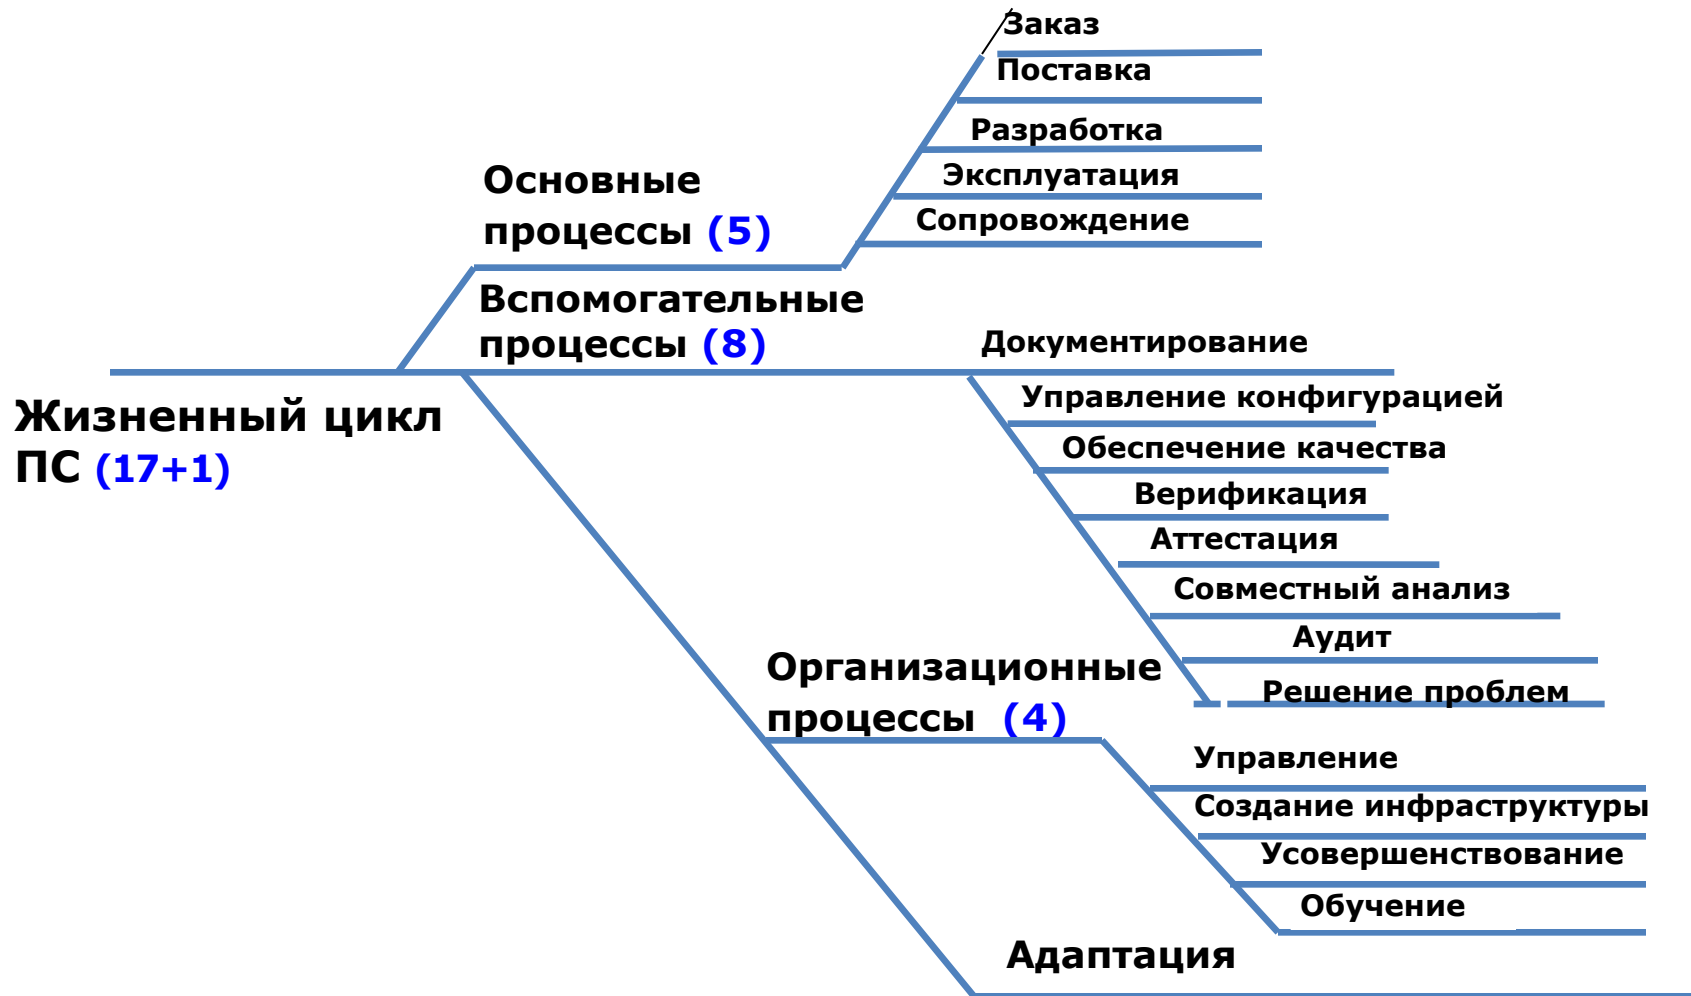 Заказ
Поставка
Разработка
Эксплуатация
Сопровождение
Основные
процессы (5)
Вспомогательные
процессы (8)
Документирование
Управление конфигурацией
Обеспечение качества
Верификация
Аттестация
Совместный анализ
Аудит
Решение проблем
Жизненный цикл
ПС (17+1)
Организационные
процессы (4)
Управление
Создание инфраструктуры
Усовершенствование
Обучение
Адаптация